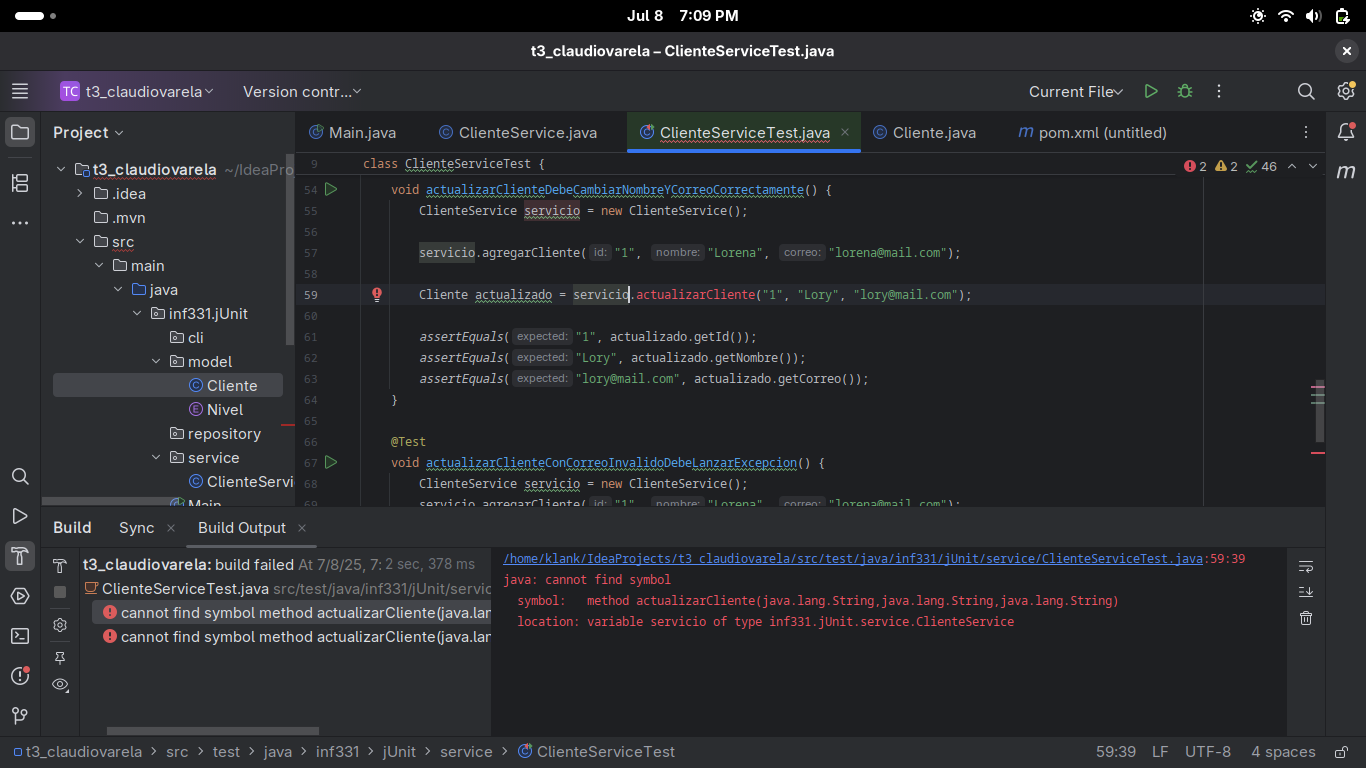 Jul 8 7:09 PM
t3_claudiovarela – ClienteServiceTest.java
TC t3_claudiovarela Version contr... Current File
Project
Main.java ClienteService.java ClienteServiceTest.java Cliente.java pom.xml (untitled)
t3_claudiovarela ~/IdeaPro
.idea
.mvn
src
main
java
inf331.jUnit
cli
model
Cliente
Nivel
repository
service
ClienteServi
Main
9 class ClienteServiceTest { 2 2 46
54 void actualizarClienteDebeCambiarNombreYCorreoCorrectamente() {
55 ClienteService servicio = new ClienteService();
56
57 servicio.agregarCliente( id: "1", nombre: "Lorena", correo: "lorena@mail.com");
58
59 Cliente actualizado = servicio.actualizarCliente("1", "Lory", "lory@mail.com");
60
61 assertEquals( expected: "1", actualizado.getId());
62 assertEquals( expected: "Lory", actualizado.getNombre());
63 assertEquals( expected: "lory@mail.com", actualizado.getCorreo());
64 }
65
66 @Test
67 void actualizarClienteConCorreoInvalidoDebeLanzarExcepcion() {
68 ClienteService servicio = new ClienteService();
69 servicio.agregarCliente( id: "1", nombre: "Lorena", correo: "lorena@mail.com");
Build Sync Build Output
t3_claudiovarela: build failed At 7/8/25, 7: 2 sec, 378 ms
ClienteServiceTest.java src/test/java/inf331/jUnit/servic
cannot find symbol method actualizarCliente(java.lan
cannot find symbol method actualizarCliente(java.lan
/home/klank/IdeaProjects/t3_claudiovarela/src/test/java/inf331/jUnit/service/ClienteServiceTest.java:59:39
java: cannot find symbol
symbol: method actualizarCliente(java.lang.String,java.lang.String,java.lang.String)
location: variable servicio of type inf331.jUnit.service.ClienteService
t3_claudiovarela > src > test > java > inf331 > jUnit > service > ClienteServiceTest 59:39 LF UTF-8 4 spaces